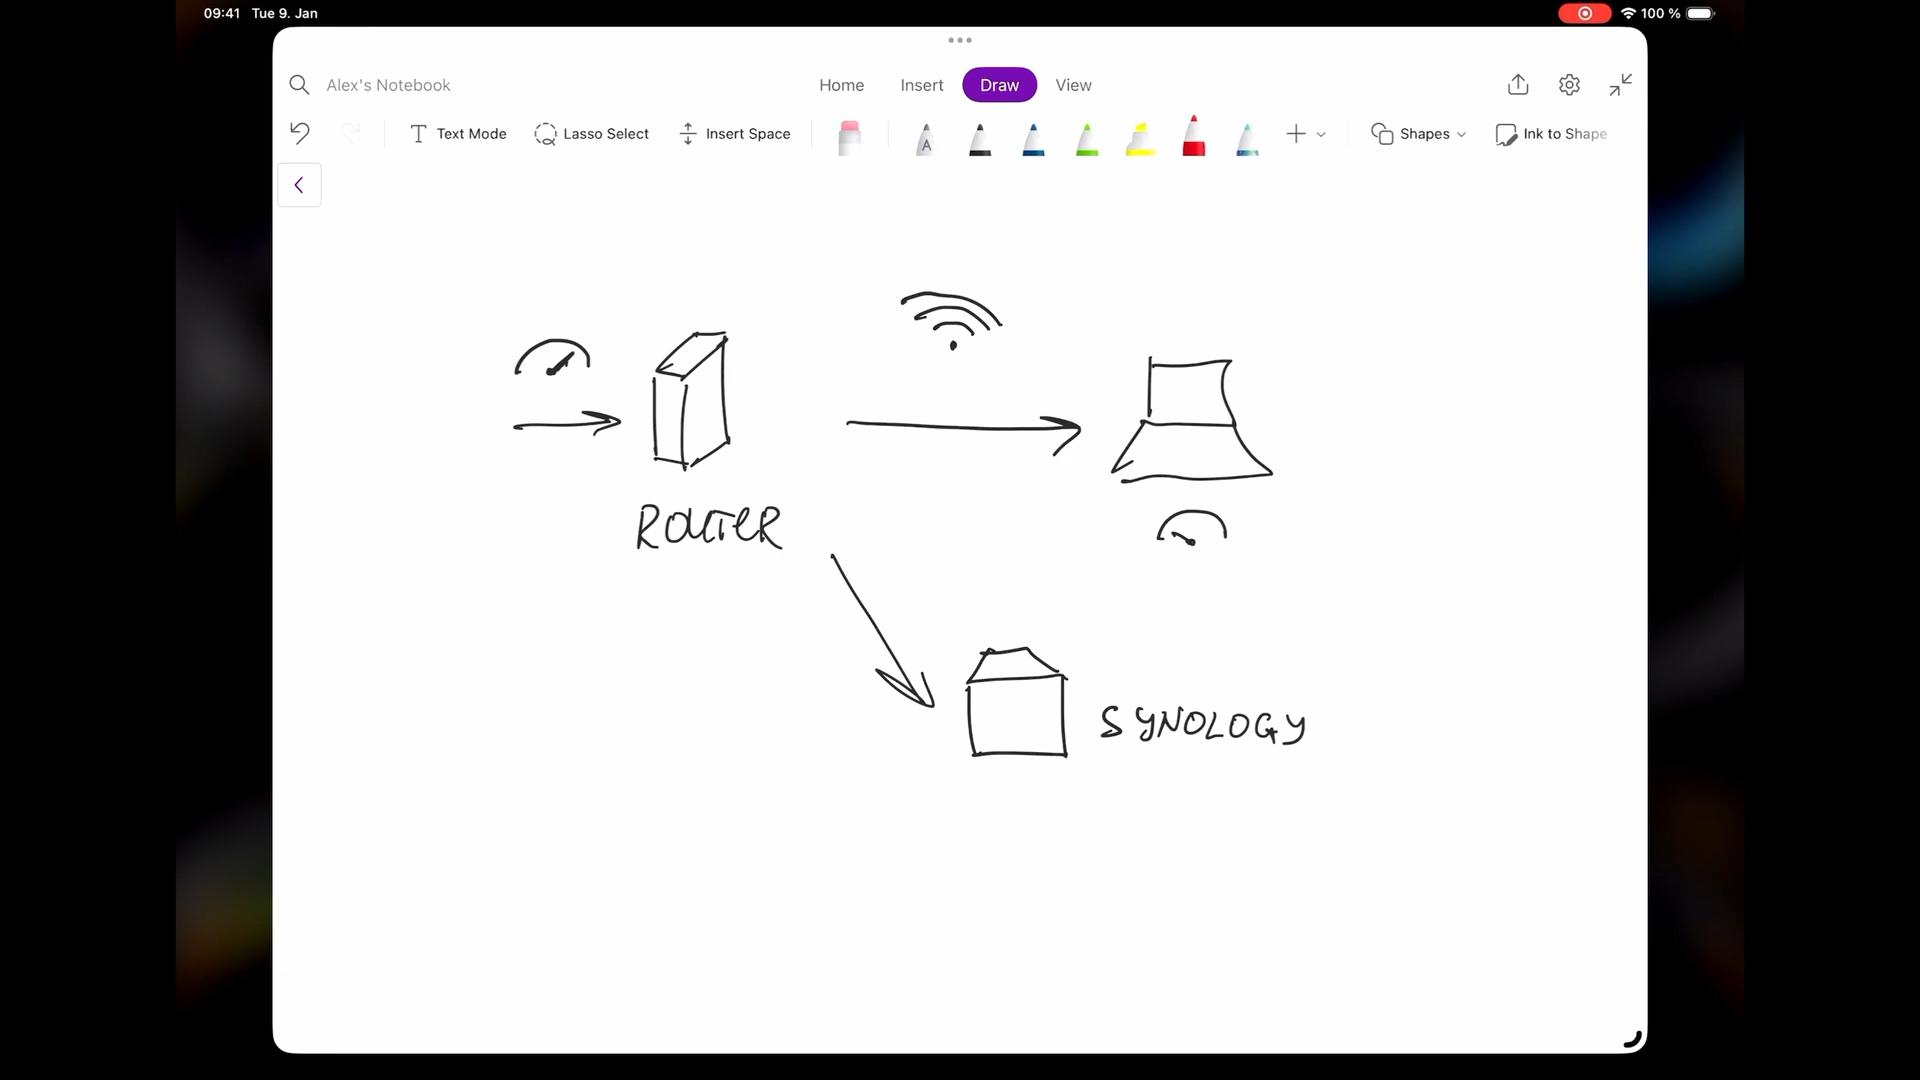 09:41 Tue 9. Jan 100 %
Alex's Notebook Home Insert Draw View
Text Mode Lasso Select Insert Space A Shapes Ink to Shape
ROUTER
SYNOLOGY